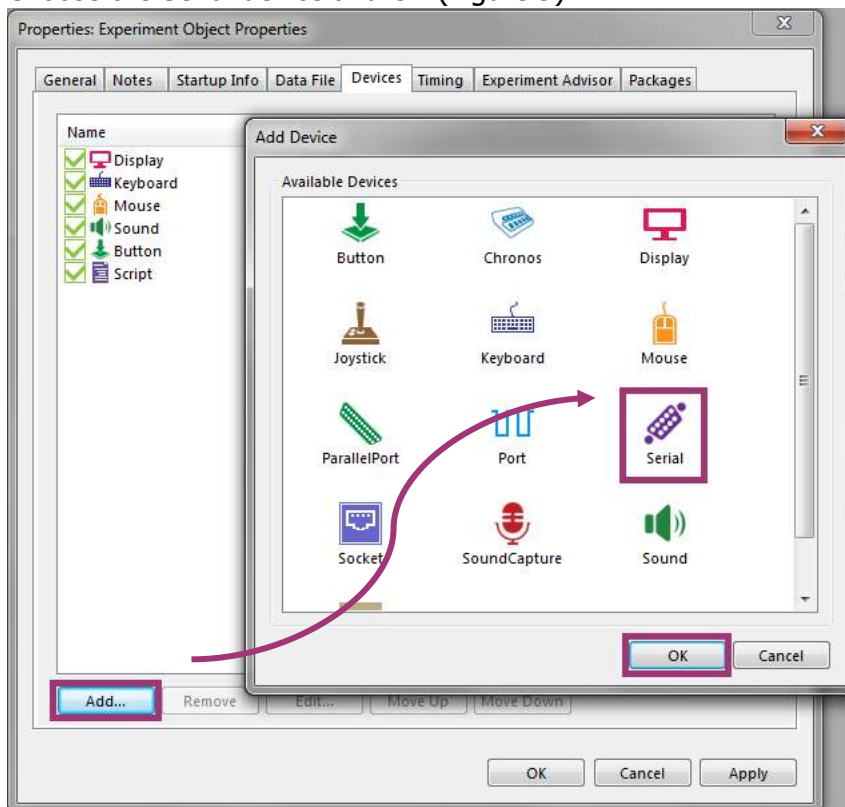 Properties: Experiment Object Properties
General Notes Startup Info Data File Devices Timing Experiment Advisor Packages
Name
Display
Keyboard
Mouse
Sound
Button
Script
Add Device
Available Devices
Button Chronos Display
Joystick Keyboard Mouse
ParallelPort Port Serial
Socket SoundCapture Sound
OK Cancel
Add... Remove Edit... Move Up Move Down
OK Cancel Apply